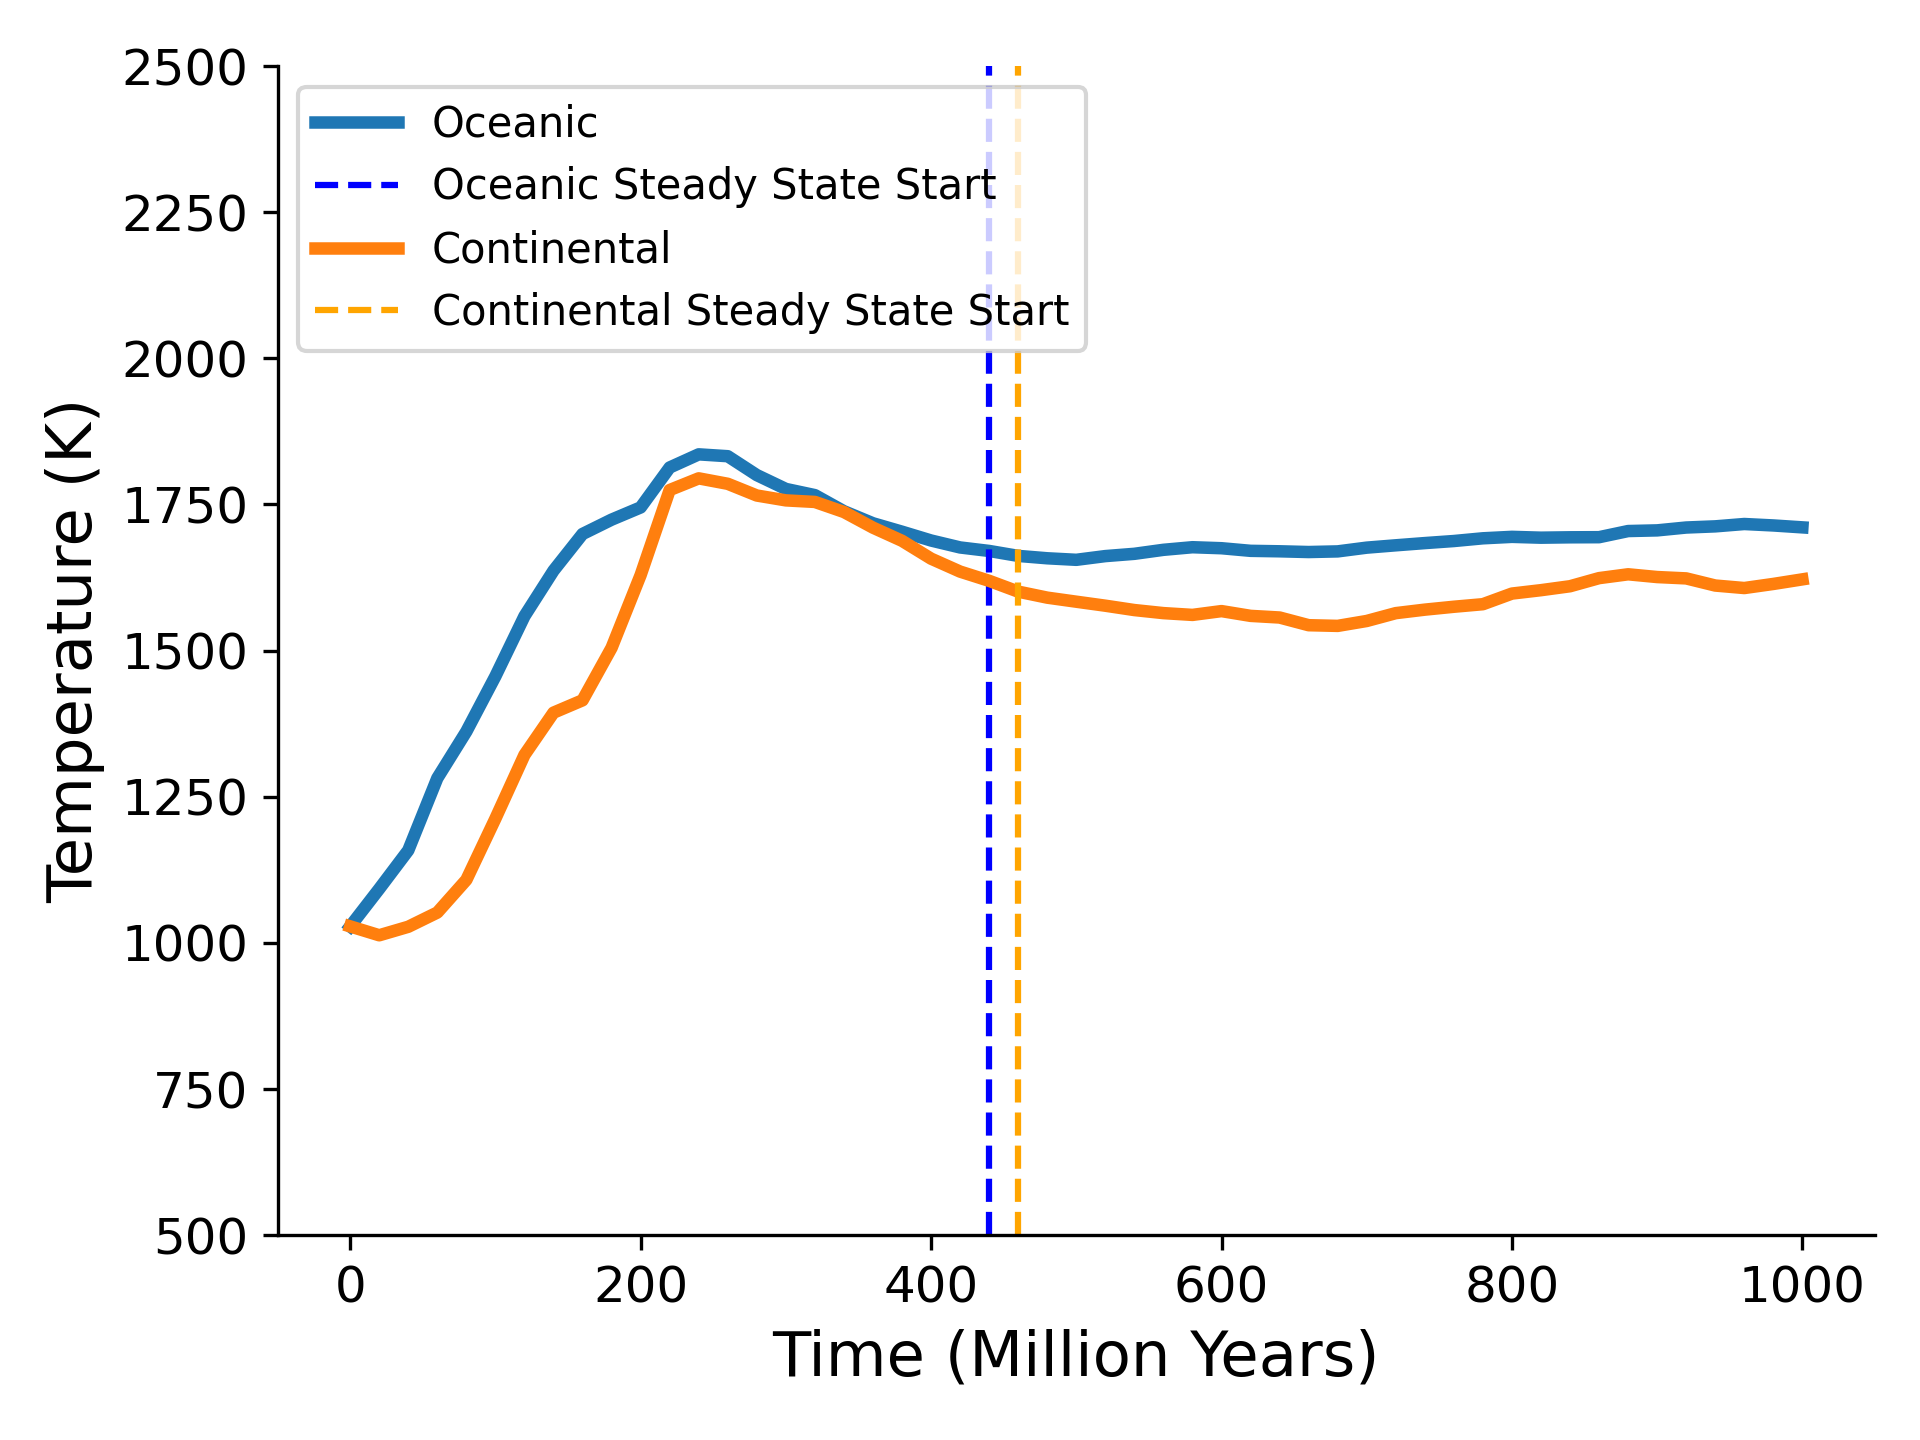 2500
2250
2000
1750
1500
1250
1000
750
500
Temperature (K)
Oceanic
Oceanic Steady State Start
Continental
Continental Steady State Start
0 200 400 600 800 1000
Time (Million Years)